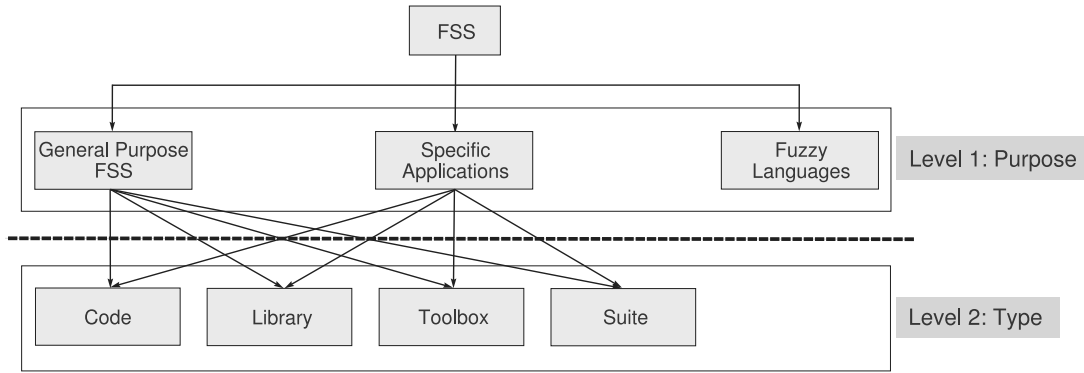 FSS
General Purpose
FSS
Specific
Applications
Fuzzy
Languages
Level 1: Purpose
Code
Library
Toolbox
Suite
Level 2: Type